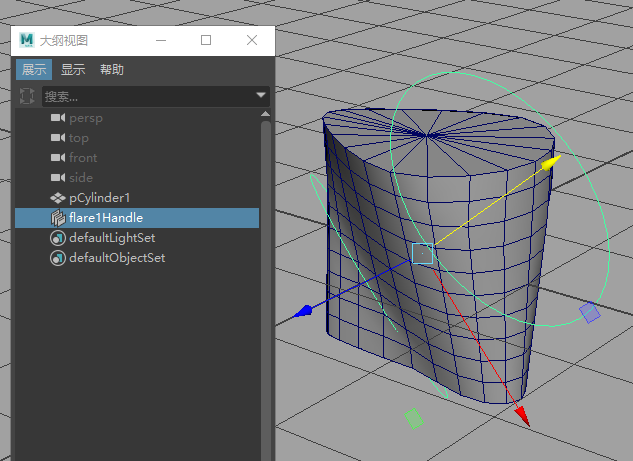 大纲视图
展示 显示 帮助
搜索...
persp
top
front
side
pCylinder1
flare1Handle
defaultLightSet
defaultObjectSet